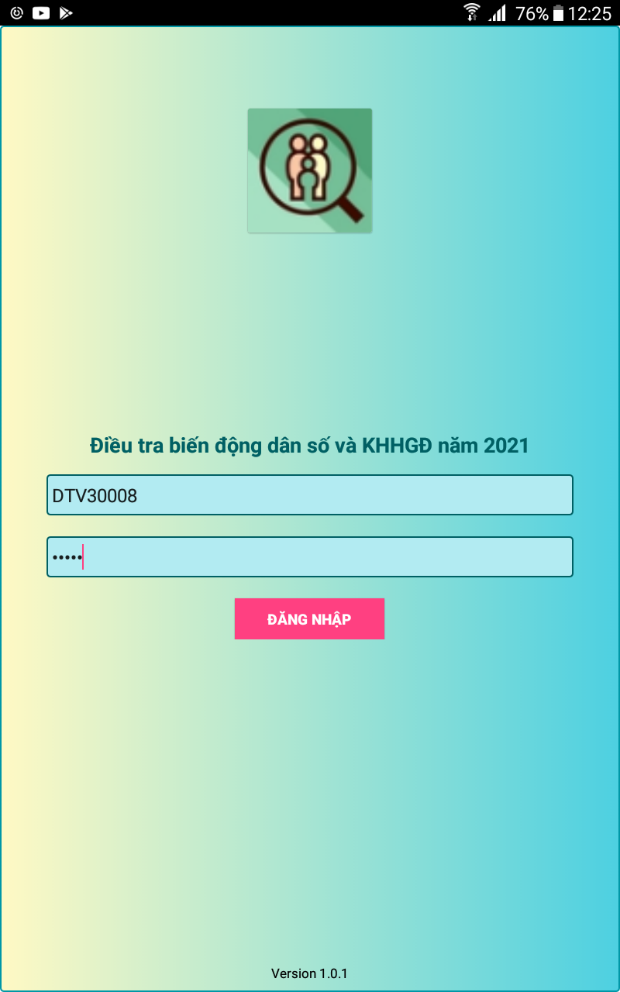 76% 12:25
Điều tra biến động dân số và KHHGĐ năm 2021
DTV30008
•••••
ĐĂNG NHẬP
Version 1.0.1